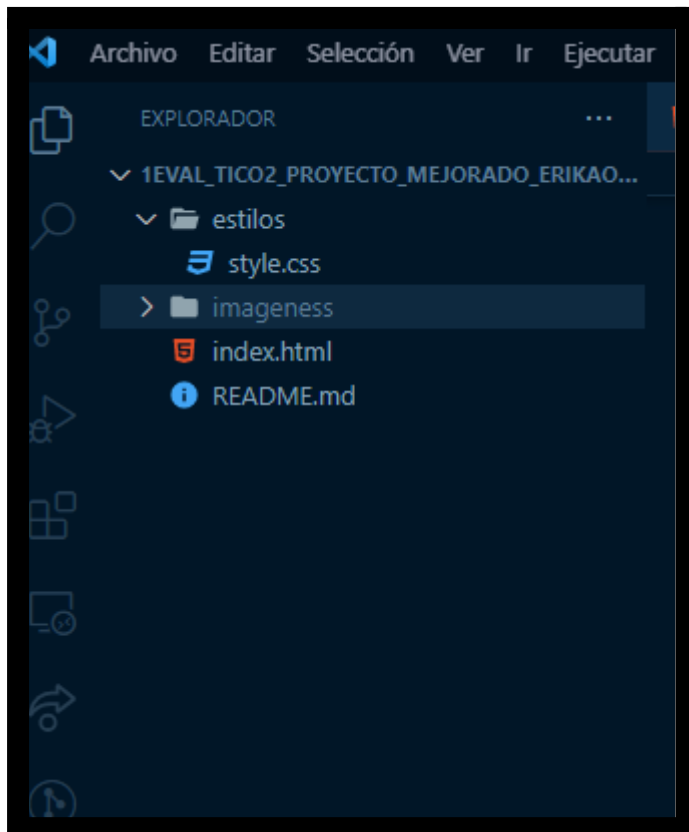 Archivo Editar Selección Ver Ir Ejecutar
EXPLORADOR ...
1EVAL_TICO2_PROYECTO_MEJORADO_ERIKAO...
estilos
style.css
imageness
index.html
README.md